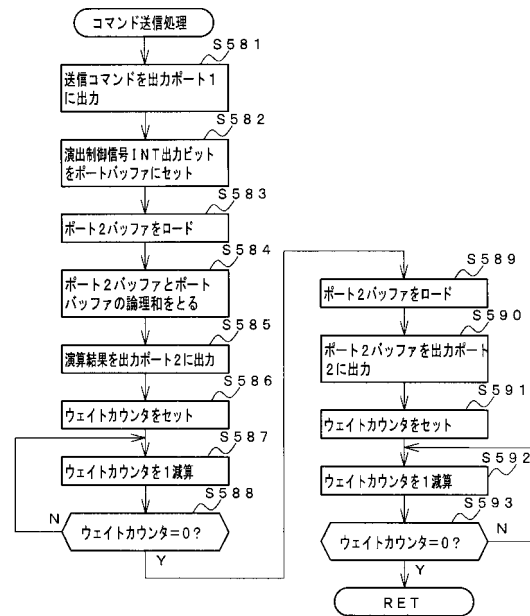 コマンド送信処理
S581
送信コマンドを出力ポート1
に出力
S582
演出制御信号INT出力ビット
をポートバッファにセット
S583
ポート2バッファをロード
S584
ポート2バッファとポート
バッファの論理和をとる
S585
演算結果を出力ポート2に出力
S586
ウェイトカウンタをセット
S587
ウェイトカウンタを1減算
S588
ウェイトカウンタ=0?
N
Y
S589
ポート2バッファをロード
S590
ポート2バッファを出力ポート
2に出力
S591
ウェイトカウンタをセット
S592
ウェイトカウンタを1減算
S593
ウェイトカウンタ=0?
N
Y
RET